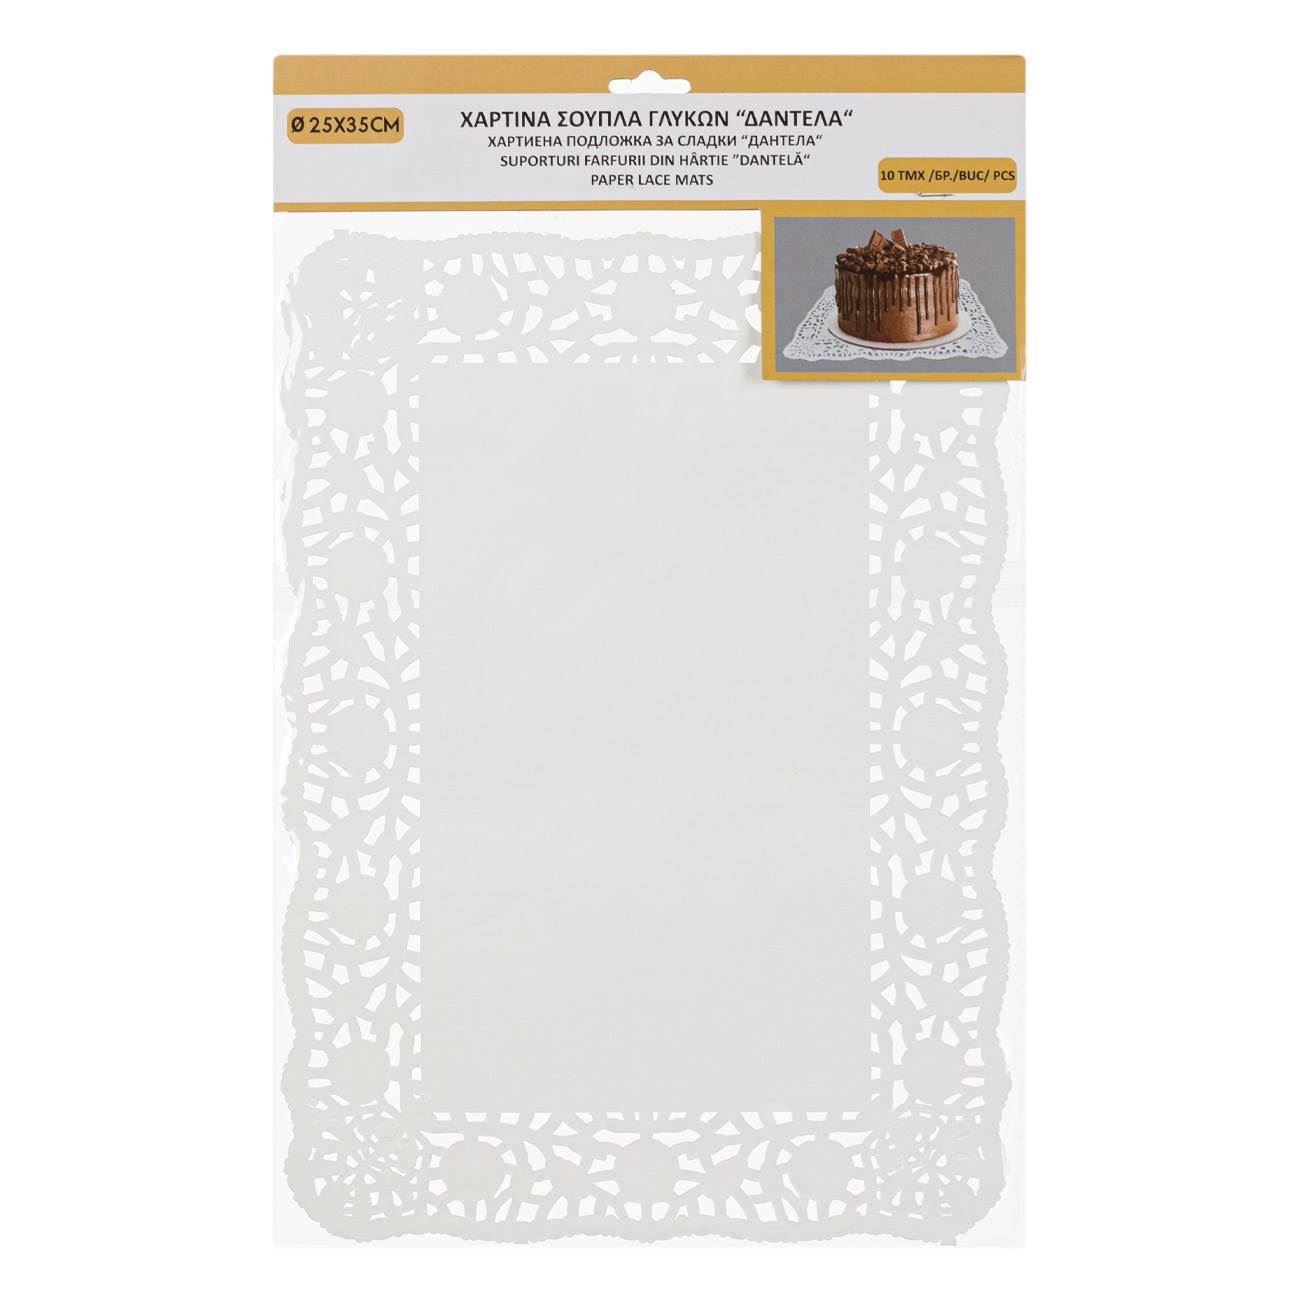 Ø 25X35CM
ΧΑΡΤΙΝΑ ΣΟΥΠΛΑ ΓΛΥΚΩΝ “ΔΑΝΤΕΛΑ“
ХАРТИЕНА ПОДЛОЖКА ЗА СЛАДКИ “ДАНТЕЛА“
SUPORTURI FARFURII DIN HÂRTIE ”DANTELĂ“
PAPER LACE MATS
10 ΤΜΧ /БР./BUC/ PCS